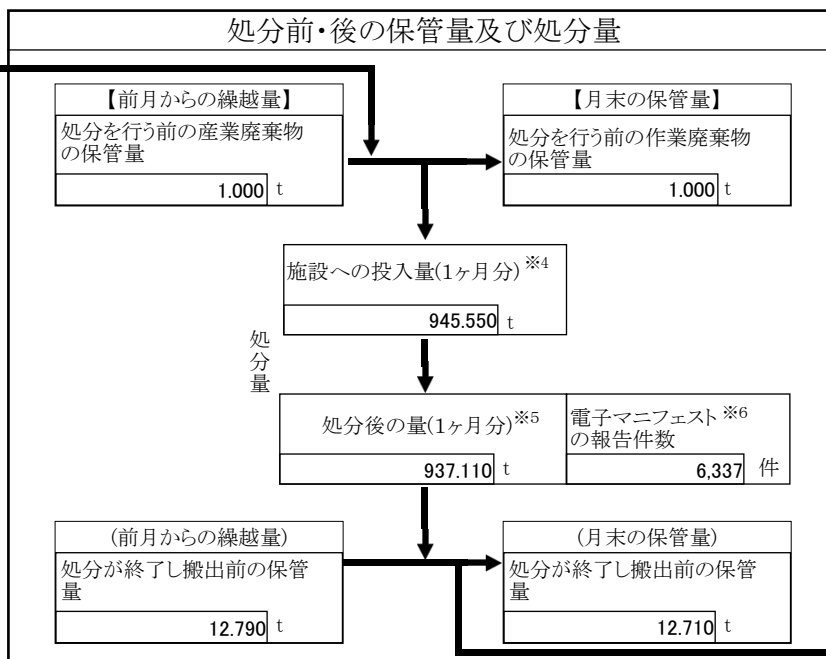 処分前・後の保管量及び処分量
【前月からの繰越量】
処分を行う前の産業廃棄物
の保管量
1.000 t
【月末の保管量】
処分を行う前の作業廃棄物
の保管量
1.000 t
施設への投入量(1ヶ月分)※4
945.550 t
処分量
処分後の量(1ヶ月分)※5
937.110 t
電子マニフェスト※6
の報告件数
6,337 件
(前月からの繰越量)
処分が終了し搬出前の保管
量
12.790 t
(月末の保管量)
処分が終了し搬出前の保管
量
12.710 t